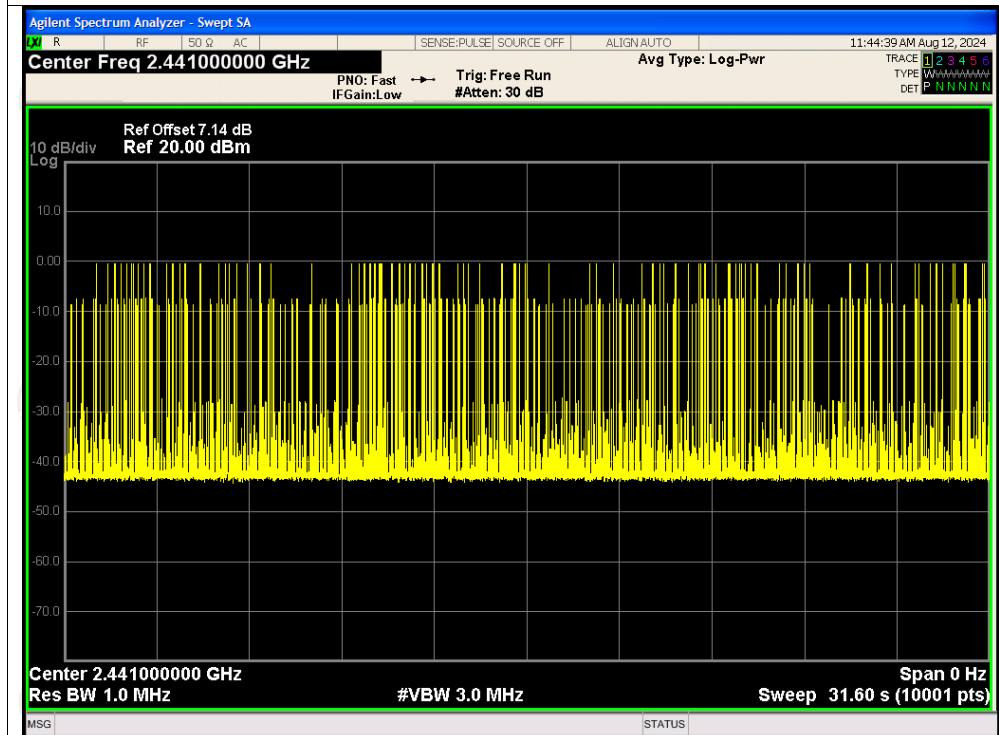 Agilent Spectrum Analyzer - Swept SA
LXI R RF 50 Ω AC SENSE:PULSE SOURCE OFF ALIGN AUTO 11:44:39 AM Aug 12, 2024
Center Freq 2.441000000 GHz
PNO: Fast
IFGain:Low
Trig: Free Run
#Atten: 30 dB
Avg Type: Log-Pwr
TRACE 1 2 3 4 5 6
TYPE WWWWWW
DET P N N N N N
Ref Offset 7.14 dB
10 dB/div Ref 20.00 dBm
Log
10.0
0.00
-10.0
-20.0
-30.0
-40.0
-50.0
-60.0
-70.0
Center 2.441000000 GHz Span 0 Hz
Res BW 1.0 MHz #VBW 3.0 MHz Sweep 31.60 s (10001 pts)
MSG STATUS